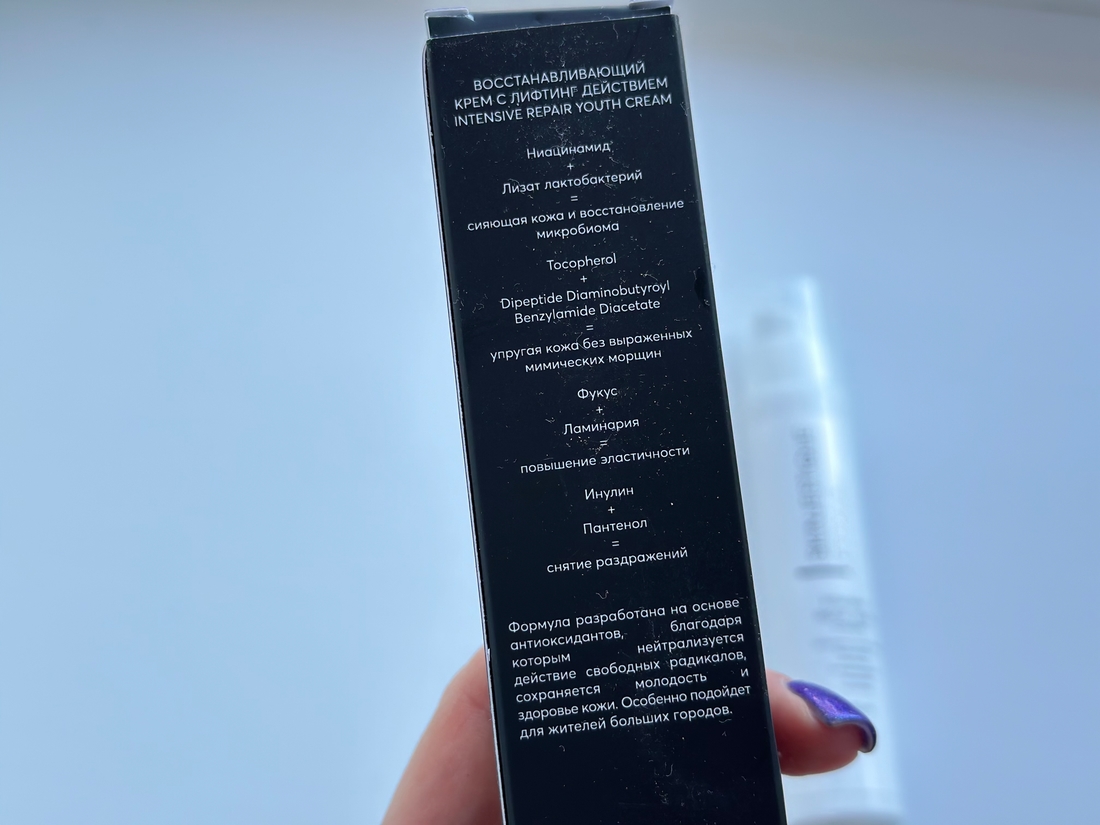 ВОССТАНАВЛИВАЮЩИЙ
КРЕМ С ЛИФТИНГ ДЕЙСТВИЕМ
INTENSIVE REPAIR YOUTH CREAM
Ниацинамид
+
Лизат лактобактерий
=
сияющая кожа и восстановление
микробиома
Tocopherol
+
Dipeptide Diaminobutyroyl
Benzylamide Diacetate
=
упругая кожа без выраженных
мимических морщин
Фукус
+
Ламинария
=
повышение эластичности
Инулин
+
Пантенол
=
снятие раздражений
Формула разработана на основе
антиоксидантов, благодаря
которым нейтрализуется
действие свободных радикалов,
сохраняется молодость и
здоровье кожи. Особенно подойдет
для жителей больших городов.